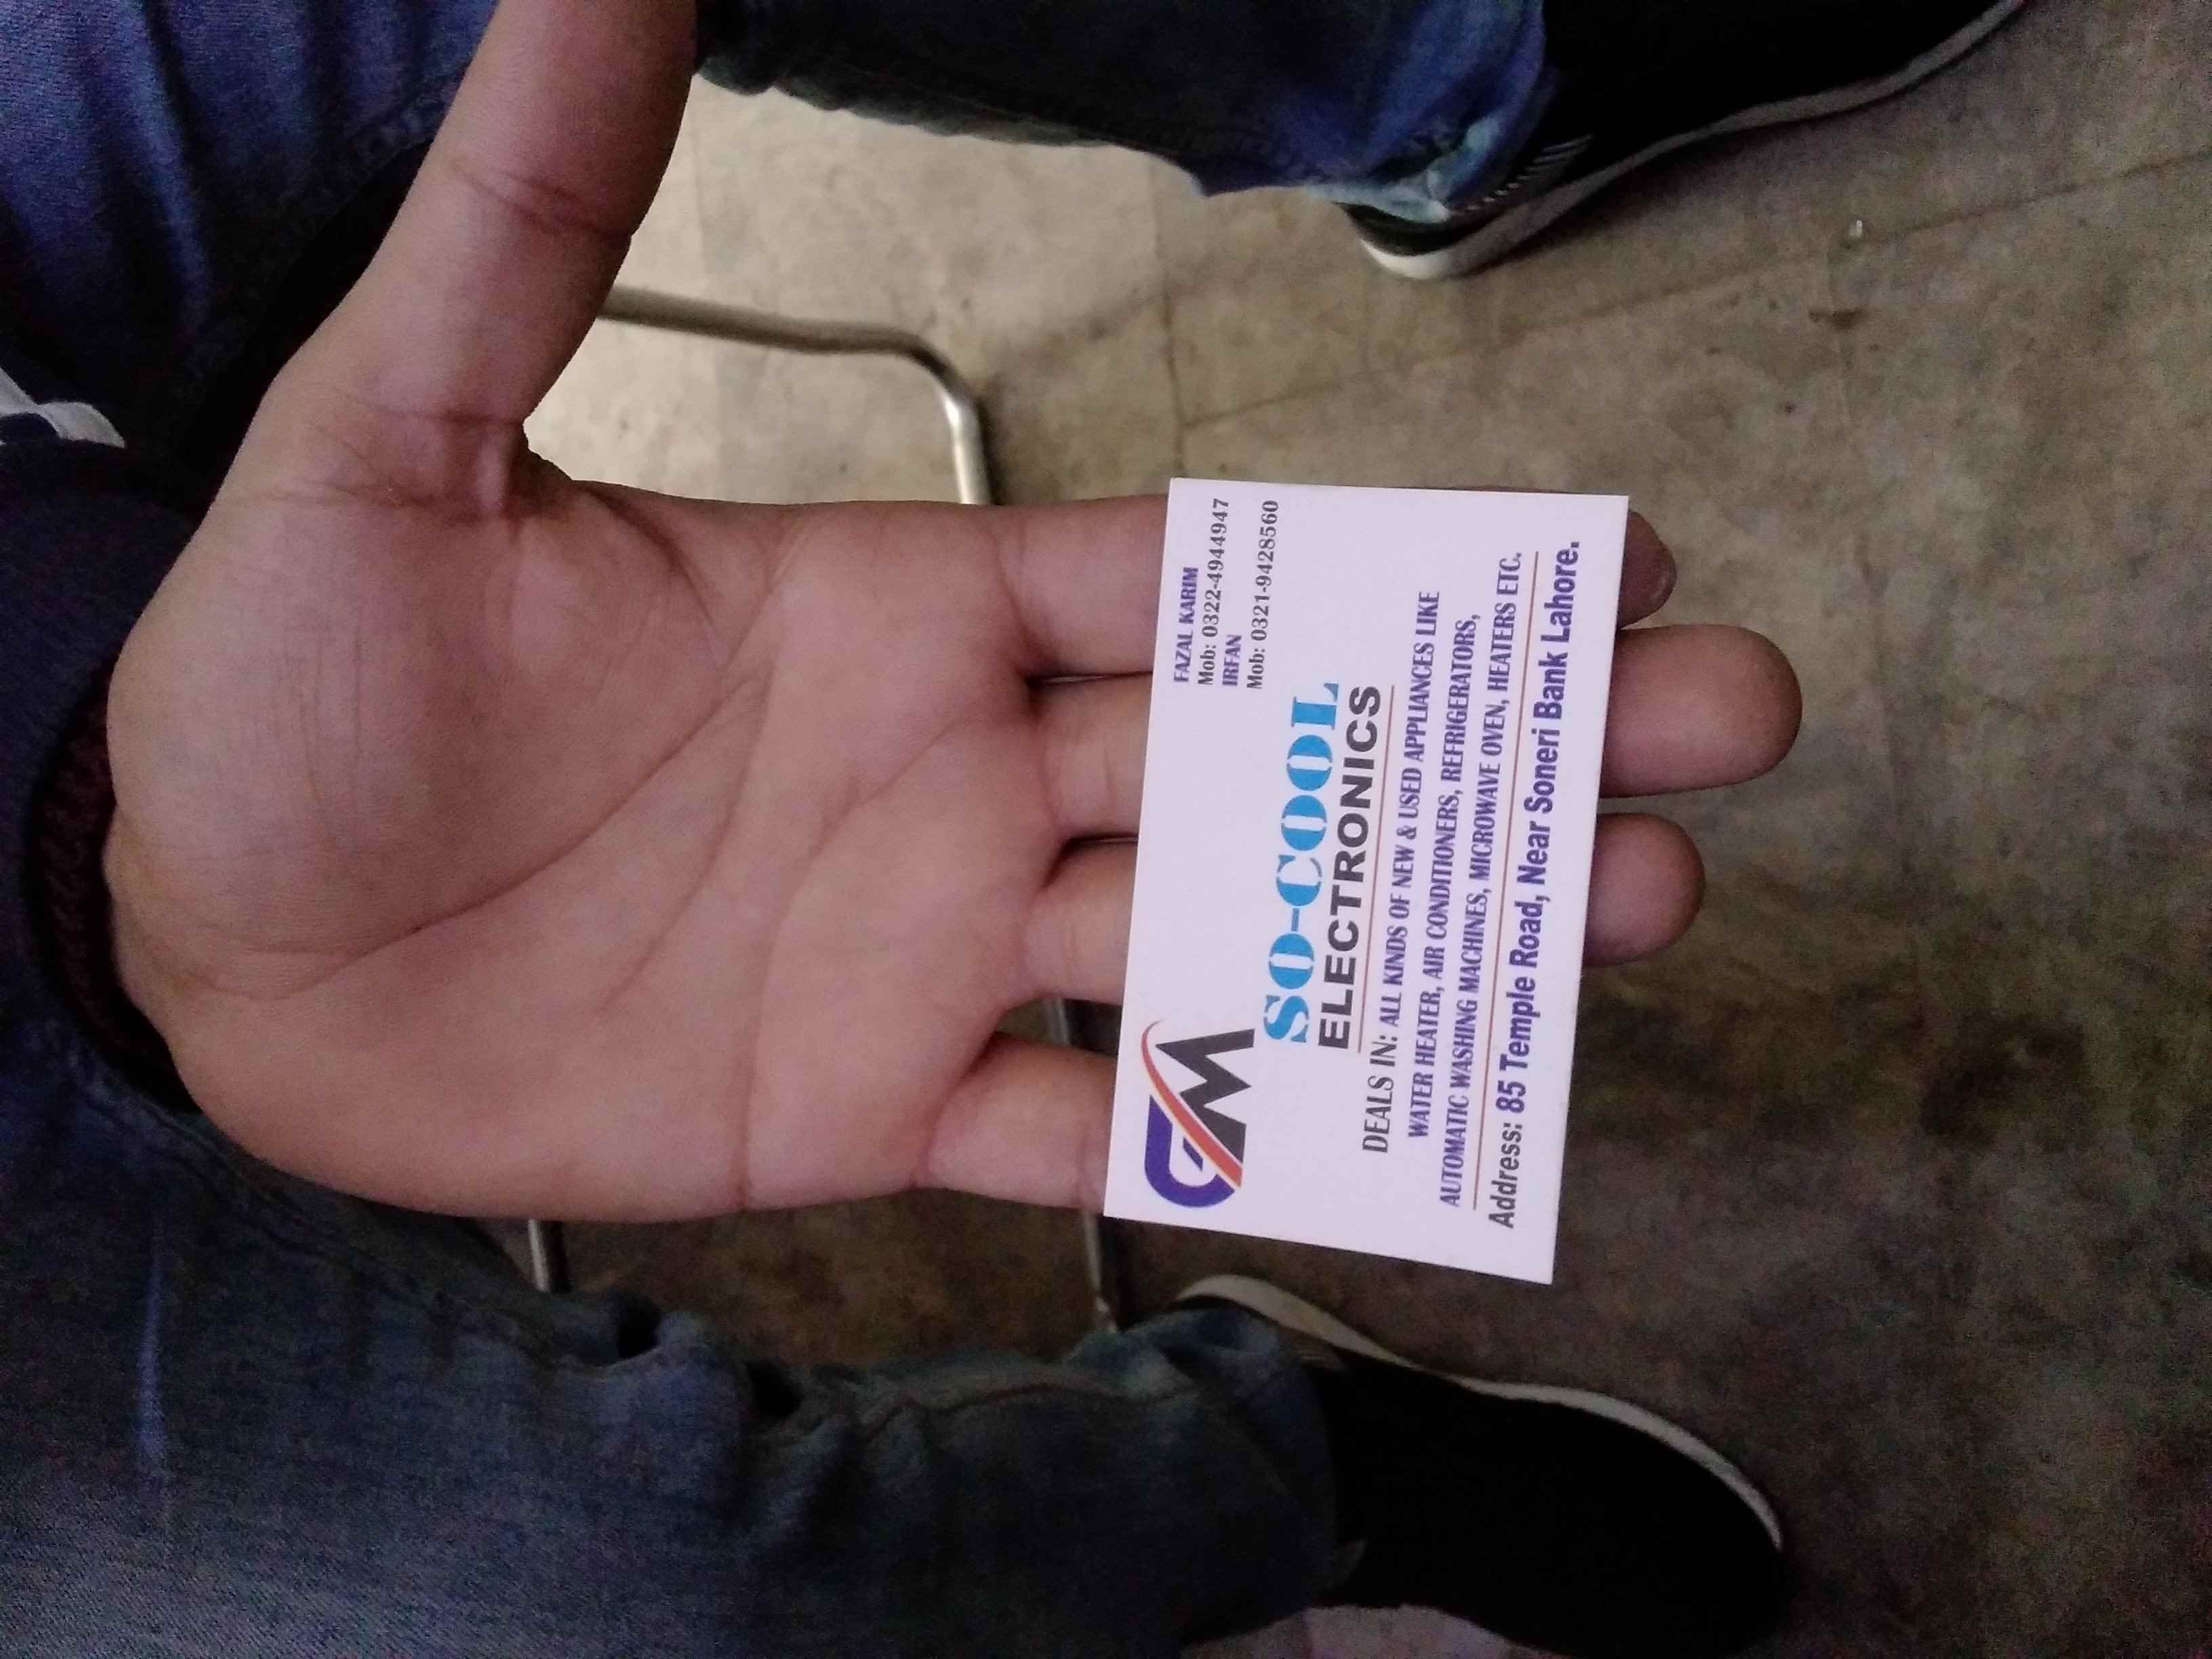 GM
FAZAL KARIM
Mob: 0322-4944947
IRFAN
Mob: 0321-9428560
SO-COOL
ELECTRONICS
DEALS IN: ALL KINDS OF NEW & USED APPLIANCES LIKE
WATER HEATER, AIR CONDITIONERS, REFRIGERATORS,
AUTOMATIC WASHING MACHINES, MICROWAVE OVEN, HEATERS ETC.
Address: 85 Temple Road, Near Soneri Bank Lahore.